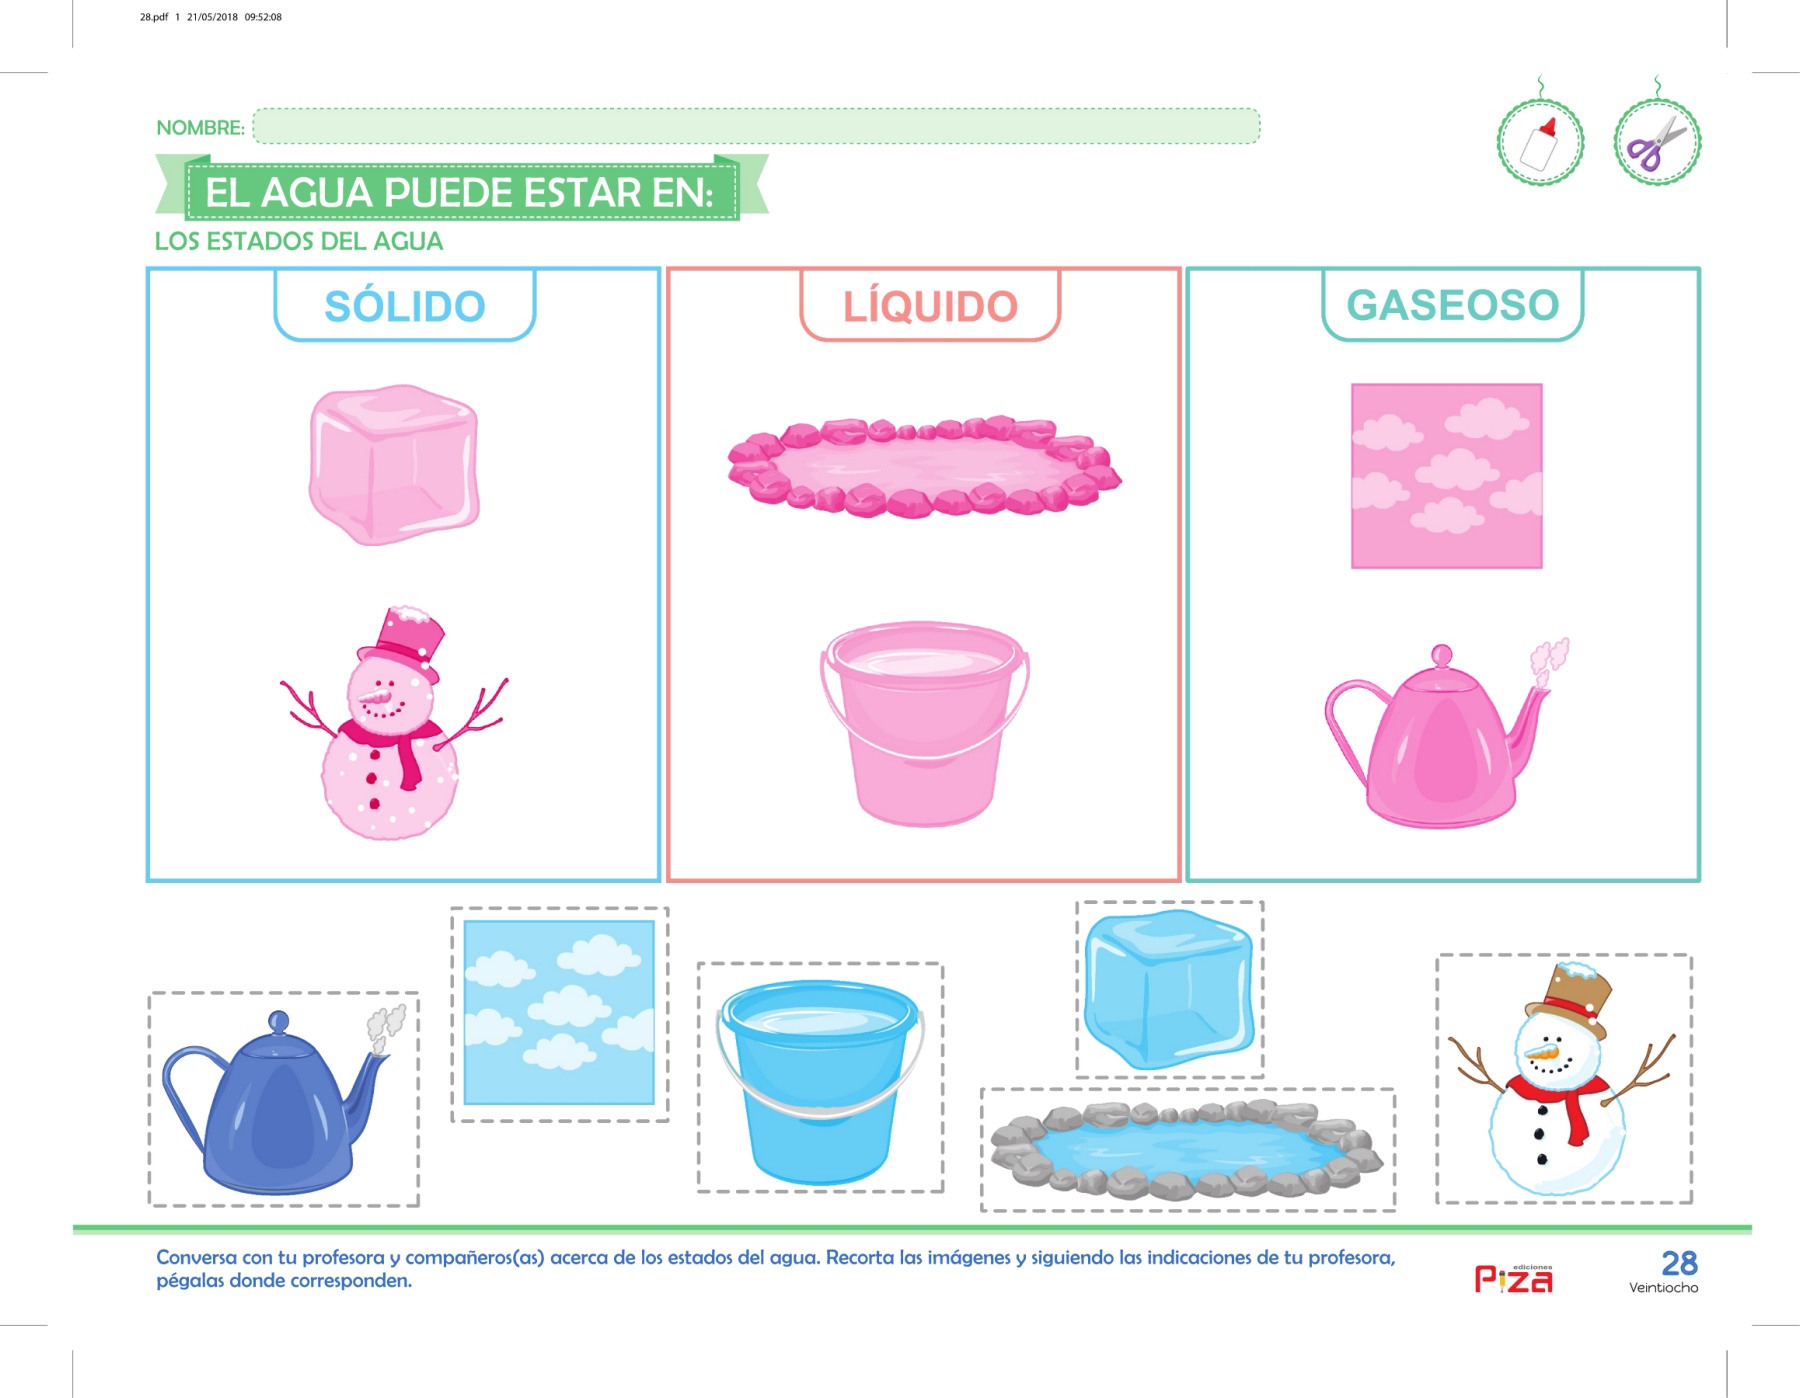 28.pdf 1 21/05/2018 09:52:08
NOMBRE:
EL AGUA PUEDE ESTAR EN:
LOS ESTADOS DEL AGUA
SÓLIDO
LÍQUIDO
GASEOSO
Conversa con tu profesora y compañeros(as) acerca de los estados del agua. Recorta las imágenes y siguiendo las indicaciones de tu profesora,
pégalas donde corresponden.
ediciones
Piza
28
Veintiocho